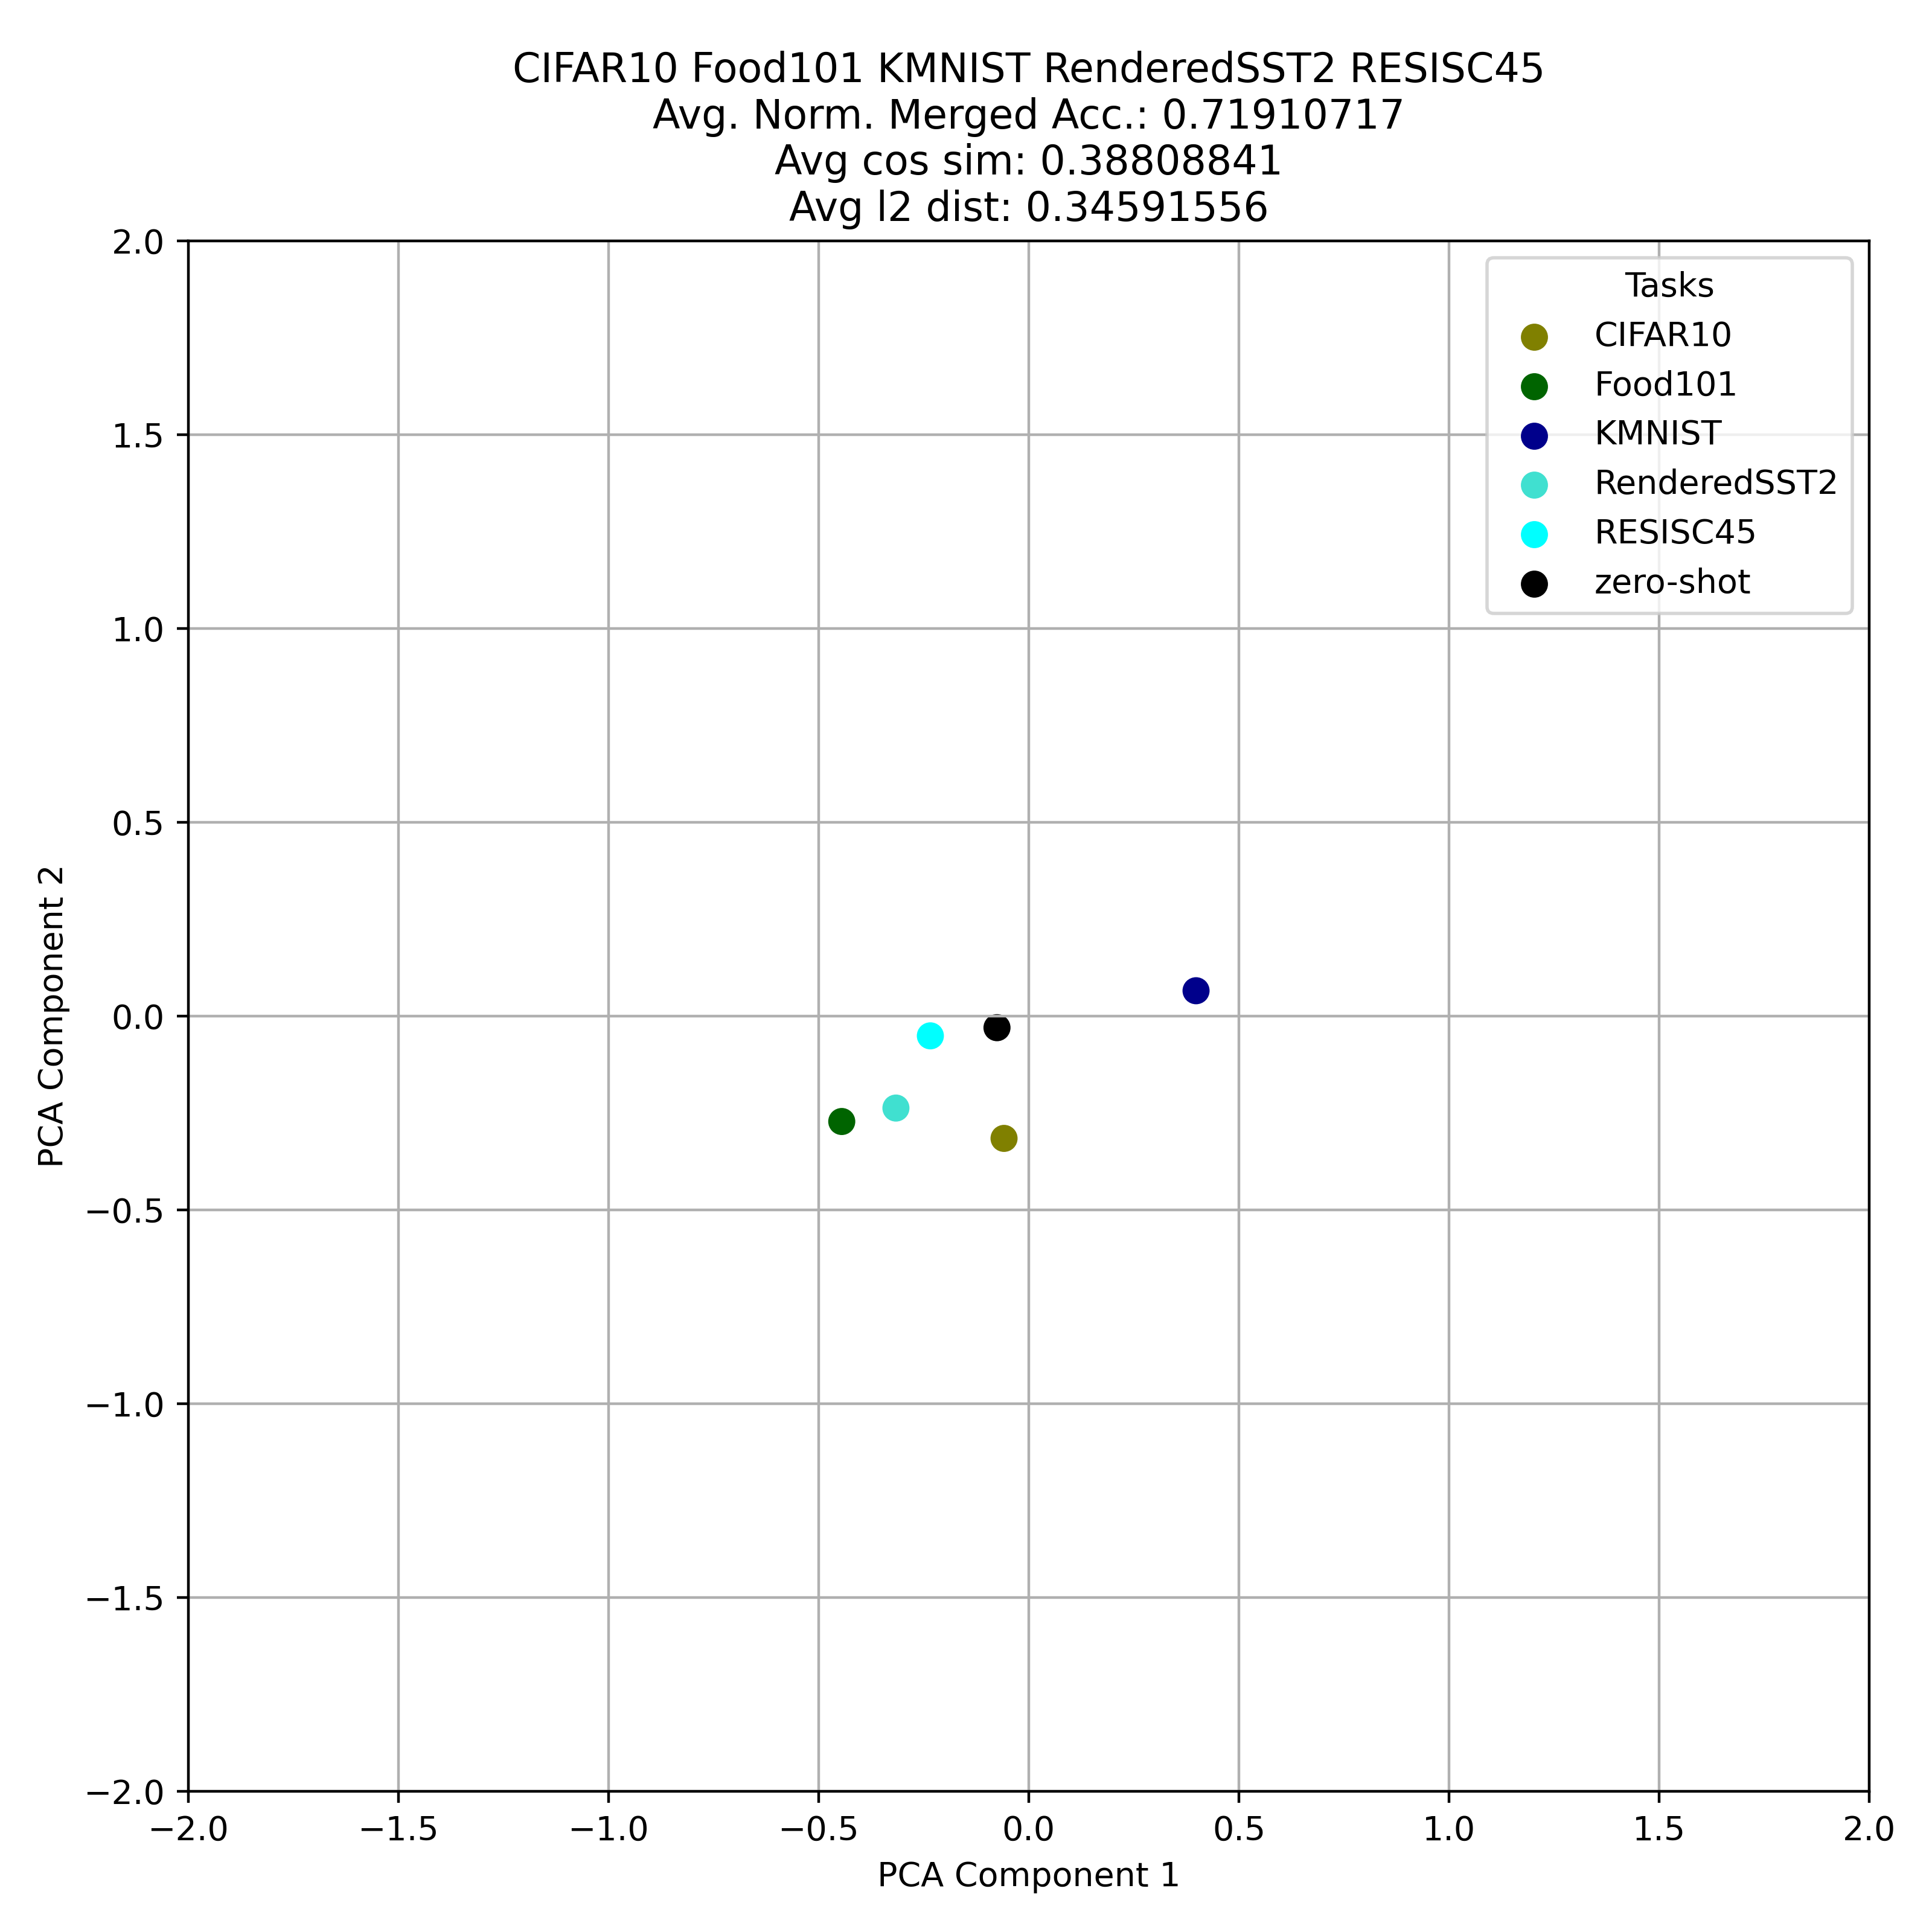 CIFAR10 Food101 KMNIST RenderedSST2 RESISC45
Avg. Norm. Merged Acc.: 0.71910717
Avg cos sim: 0.38808841
Avg l2 dist: 0.34591556
Tasks
CIFAR10
Food101
KMNIST
RenderedSST2
RESISC45
zero-shot
2.0
1.5
1.0
0.5
0.0
−0.5
−1.0
−1.5
−2.0
PCA Component 2
−2.0 −1.5 −1.0 −0.5 0.0 0.5 1.0 1.5 2.0
PCA Component 1